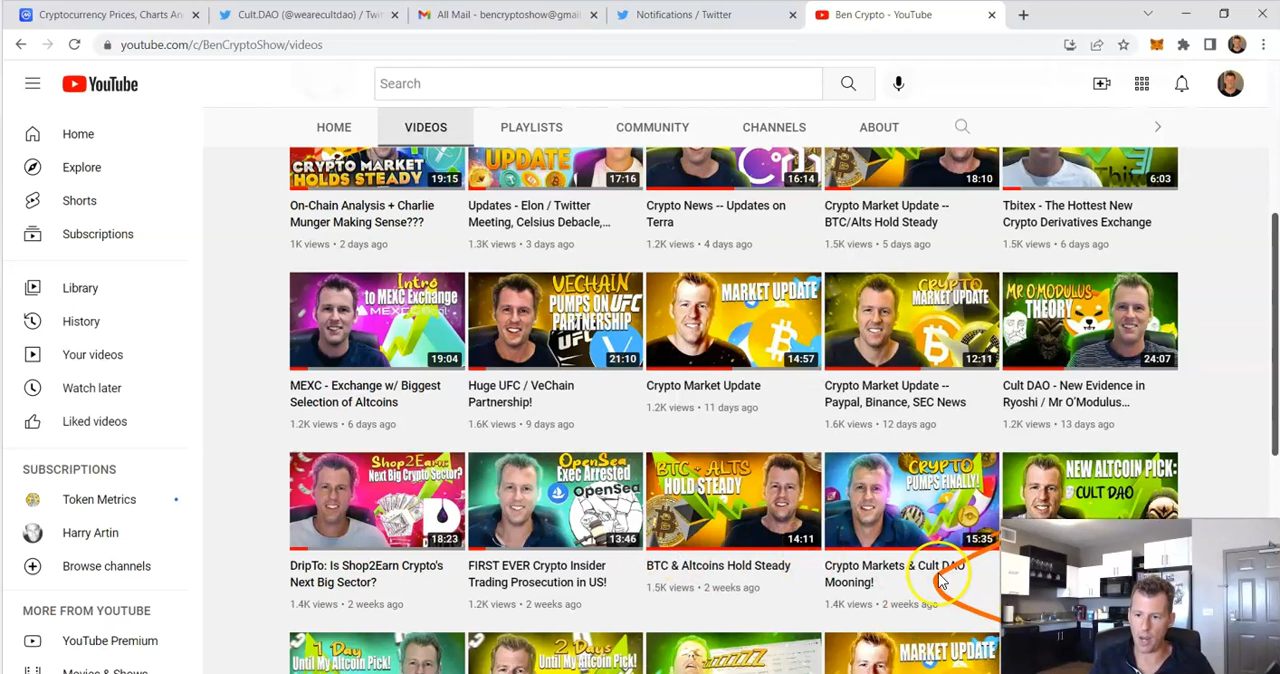 Cryptocurrency Prices, Charts An
Cult.DAO (@wearecultdao) / Twi
All Mail - bencryptoshow@gmai
Notifications / Twitter
Ben Crypto - YouTube
youtube.com/c/BenCryptoShow/videos
YouTube
Search
HOME
VIDEOS
PLAYLISTS
COMMUNITY
CHANNELS
ABOUT
Home
Explore
Shorts
Subscriptions
Library
History
Your videos
Watch later
Liked videos
SUBSCRIPTIONS
Token Metrics
Harry Artin
Browse channels
MORE FROM YOUTUBE
YouTube Premium
Movies & Shows
CRYPTO MARKET
HOLDS STEADY
19:15
On-Chain Analysis + Charlie
Munger Making Sense???
1K views • 2 days ago
UPDATE
17:16
Updates - Elon / Twitter
Meeting, Celsius Debacle,...
1.3K views • 3 days ago
16:14
Crypto News -- Updates on
Terra
1.2K views • 4 days ago
18:10
Crypto Market Update --
BTC/Alts Hold Steady
1.5K views • 5 days ago
6:03
Tbitex - The Hottest New
Crypto Derivatives Exchange
1.5K views • 6 days ago
Intro
to MEXC Exchange
19:04
MEXC - Exchange w/ Biggest
Selection of Altcoins
1.2K views • 6 days ago
VECHAIN
PUMPS ON UFC
PARTNERSHIP
UFC
21:10
Huge UFC / VeChain
Partnership!
1.6K views • 9 days ago
MARKET UPDATE
14:57
Crypto Market Update
1.2K views • 11 days ago
CRYPTO
MARKET UPDATE
12:11
Crypto Market Update --
Paypal, Binance, SEC News
1.6K views • 12 days ago
MR O'MODULUS
THEORY
24:07
Cult DAO - New Evidence in
Ryoshi / Mr O'Modulus...
1.2K views • 13 days ago
Shop2Earn:
Next Big Crypto Sector?
18:23
DripTo: Is Shop2Earn Crypto's
Next Big Sector?
1.4K views • 2 weeks ago
OpenSea
Exec Arrested
OpenSea
13:46
FIRST EVER Crypto Insider
Trading Prosecution in US!
1.2K views • 2 weeks ago
BTC + ALTS
HOLD STEADY
14:11
BTC & Altcoins Hold Steady
1.5K views • 2 weeks ago
CRYPTO
PUMPS FINALLY!
15:35
Crypto Markets & Cult DAO
Mooning!
1.4K views • 2 weeks ago
NEW ALTCOIN PICK:
CULT DAO
1 Day
Until My Altcoin Pick!
2 Days
Until My Altcoin Pick!
MARKET UPDATE